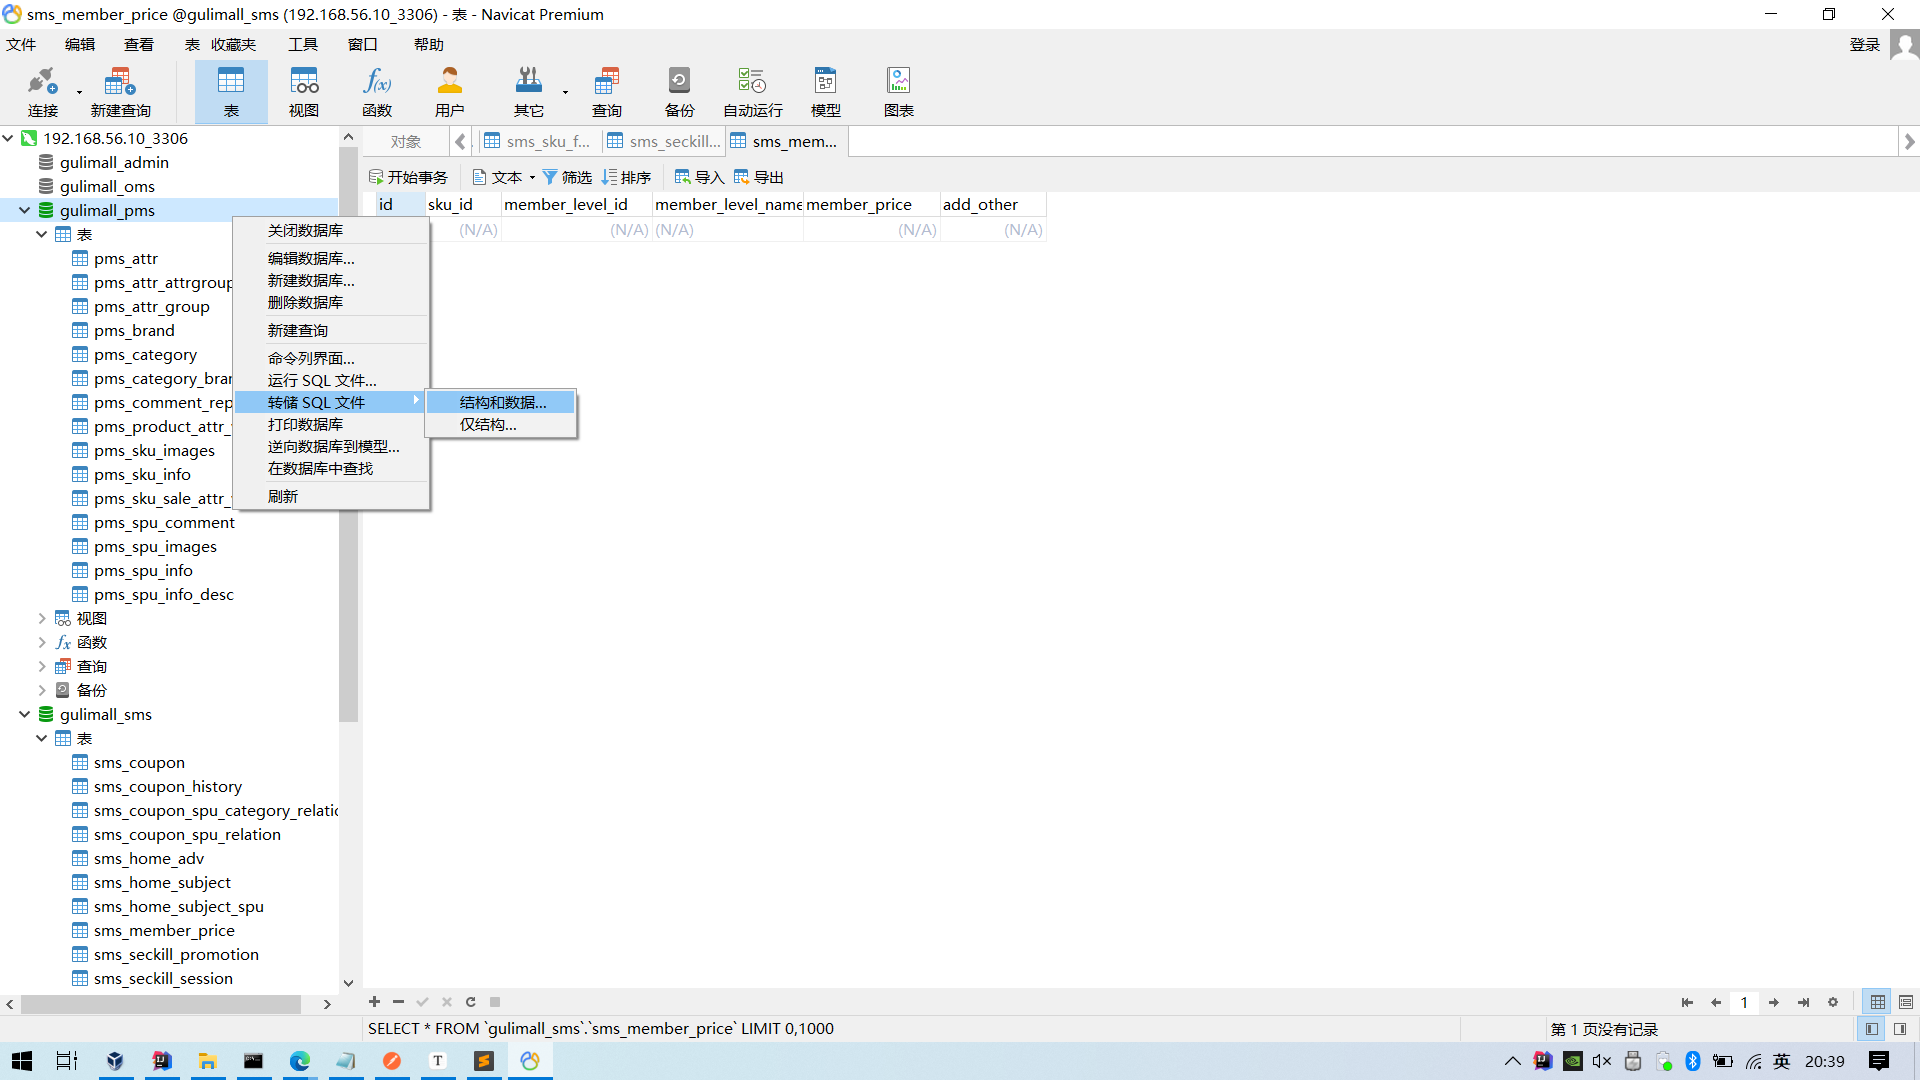 sms_member_price @gulimall_sms (192.168.56.10_3306) - 表 - Navicat Premium
文件 编辑 查看 表 收藏夹 工具 窗口 帮助 登录
连接 新建查询 表 视图 函数 用户 其它 查询 备份 自动运行 模型 图表
192.168.56.10_3306
gulimall_admin
gulimall_oms
gulimall_pms
表
pms_attr
pms_attr_attrgroup
pms_attr_group
pms_brand
pms_category
pms_category_bran
pms_comment_rep
pms_product_attr_
pms_sku_images
pms_sku_info
pms_sku_sale_attr_
pms_spu_comment
pms_spu_images
pms_spu_info
pms_spu_info_desc
视图
函数
查询
备份
gulimall_sms
表
sms_coupon
sms_coupon_history
sms_coupon_spu_category_relatio
sms_coupon_spu_relation
sms_home_adv
sms_home_subject
sms_home_subject_spu
sms_member_price
sms_seckill_promotion
sms_seckill_session
关闭数据库
编辑数据库...
新建数据库...
删除数据库
新建查询
命令列界面...
运行 SQL 文件...
转储 SQL 文件
打印数据库
逆向数据库到模型...
在数据库中查找
刷新
结构和数据...
仅结构...
对象 sms_sku_f... sms_seckill... sms_mem...
开始事务 文本 筛选 排序 导入 导出
id sku_id member_level_id member_level_name member_price add_other
(N/A) (N/A) (N/A) (N/A) (N/A)
1
SELECT * FROM `gulimall_sms`.`sms_member_price` LIMIT 0,1000
第 1 页没有记录
英 20:39